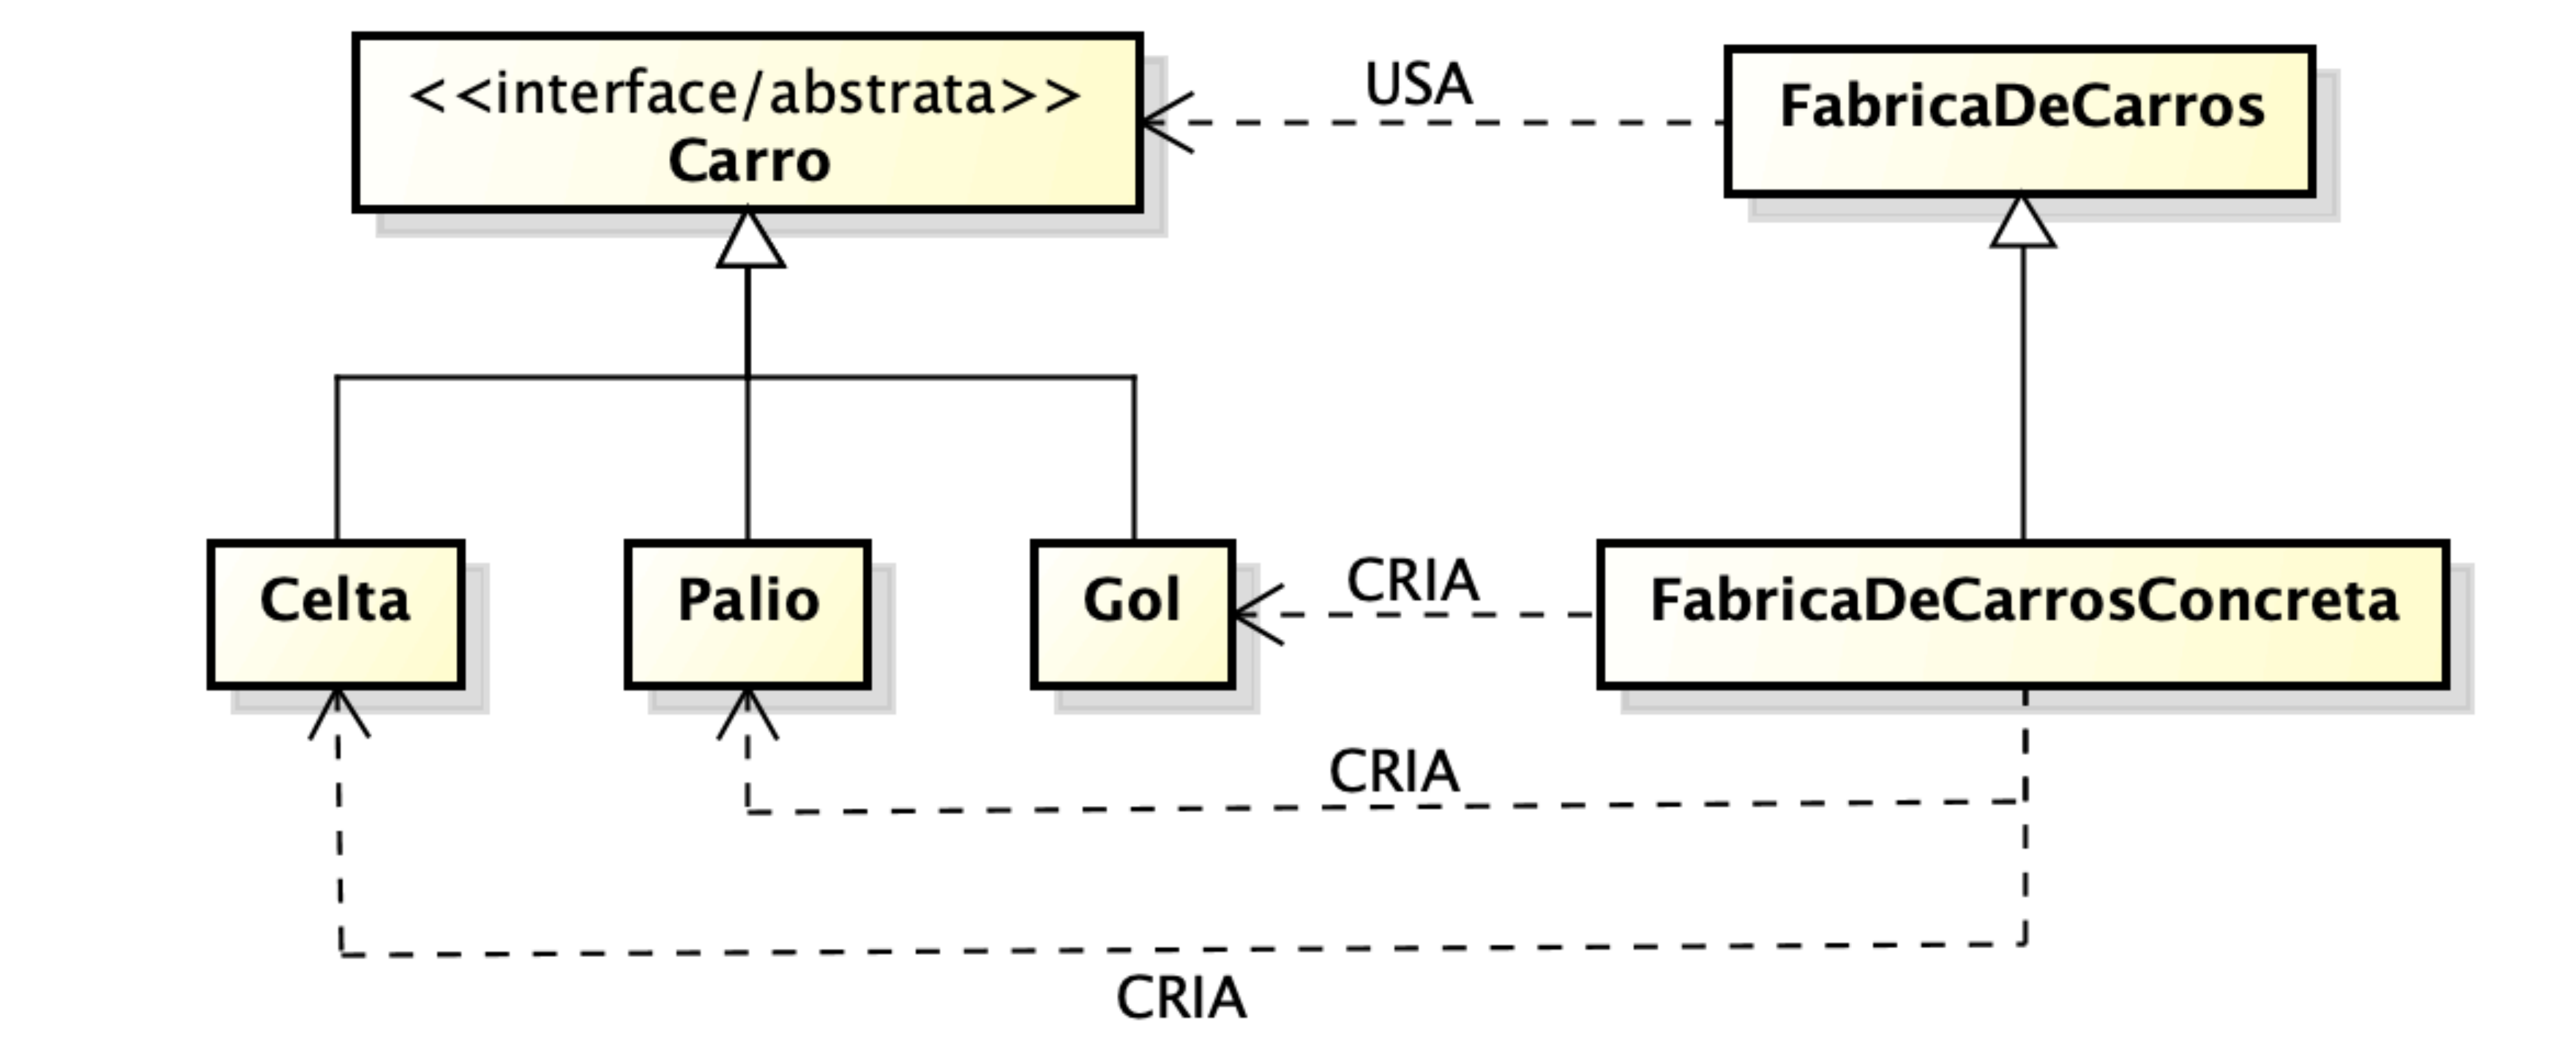 <<interface/abstrata>>
Carro
USA
FabricaDeCarros
Celta
Palio
Gol
CRIA
FabricaDeCarrosConcreta
CRIA
CRIA